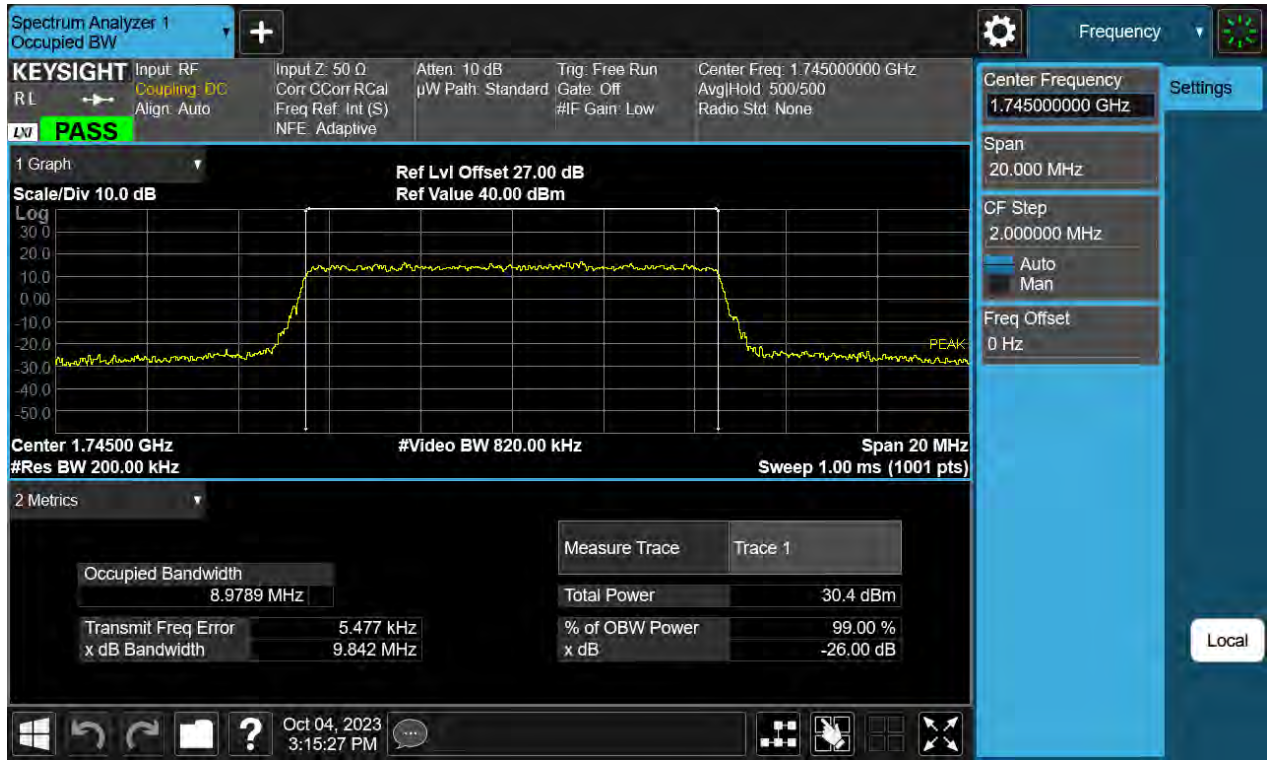 Spectrum Analyzer 1
Occupied BW
+
Frequency
KEYSIGHT
RL
LXI
PASS
Input: RF
Coupling: DC
Align: Auto
Input Z: 50 Ω
Corr CCorr RCal
Freq Ref: Int (S)
NFE: Adaptive
Atten: 10 dB
µW Path: Standard
Trig: Free Run
Gate: Off
#IF Gain: Low
Center Freq: 1.745000000 GHz
Avg|Hold: 500/500
Radio Std: None
1 Graph
Scale/Div 10.0 dB
Ref Lvl Offset 27.00 dB
Ref Value 40.00 dBm
Log
30.0
20.0
10.0
0.00
-10.0
-20.0
-30.0
-40.0
-50.0
PEAK
Center 1.74500 GHz
#Res BW 200.00 kHz
#Video BW 820.00 kHz
Span 20 MHz
Sweep 1.00 ms (1001 pts)
2 Metrics
Occupied Bandwidth
8.9789 MHz
Transmit Freq Error 5.477 kHz
x dB Bandwidth 9.842 MHz
Measure Trace Trace 1
Total Power 30.4 dBm
% of OBW Power 99.00 %
x dB -26.00 dB
Center Frequency
1.745000000 GHz
Span
20.000 MHz
CF Step
2.000000 MHz
Auto
Man
Freq Offset
0 Hz
Settings
Local
?
Oct 04, 2023
3:15:27 PM